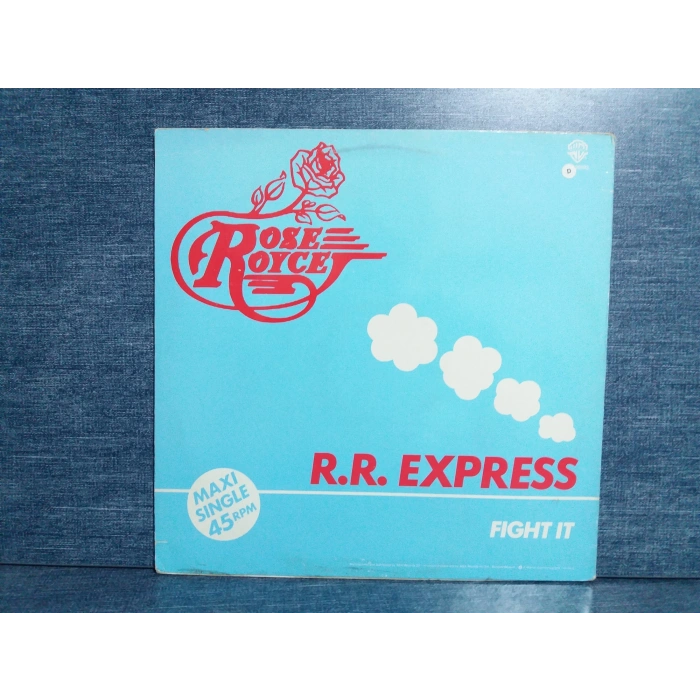 ROSE
ROYCE
D
R.R. EXPRESS
MAXI
SINGLE
45 RPM
FIGHT IT